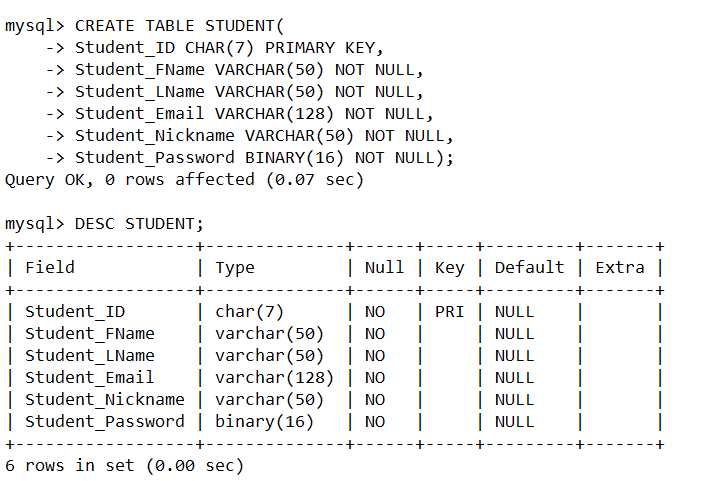 mysql> CREATE TABLE STUDENT(
    -> Student_ID CHAR(7) PRIMARY KEY,
    -> Student_FName VARCHAR(50) NOT NULL,
    -> Student_LName VARCHAR(50) NOT NULL,
    -> Student_Email VARCHAR(128) NOT NULL,
    -> Student_Nickname VARCHAR(50) NOT NULL,
    -> Student_Password BINARY(16) NOT NULL);
Query OK, 0 rows affected (0.07 sec)

mysql> DESC STUDENT;
+------------------+--------------+------+-----+---------+-------+
| Field            | Type         | Null | Key | Default | Extra |
+------------------+--------------+------+-----+---------+-------+
| Student_ID       | char(7)      | NO   | PRI | NULL    |       |
| Student_FName    | varchar(50)  | NO   |     | NULL    |       |
| Student_LName    | varchar(50)  | NO   |     | NULL    |       |
| Student_Email    | varchar(128) | NO   |     | NULL    |       |
| Student_Nickname | varchar(50)  | NO   |     | NULL    |       |
| Student_Password | binary(16)   | NO   |     | NULL    |       |
+------------------+--------------+------+-----+---------+-------+
6 rows in set (0.00 sec)